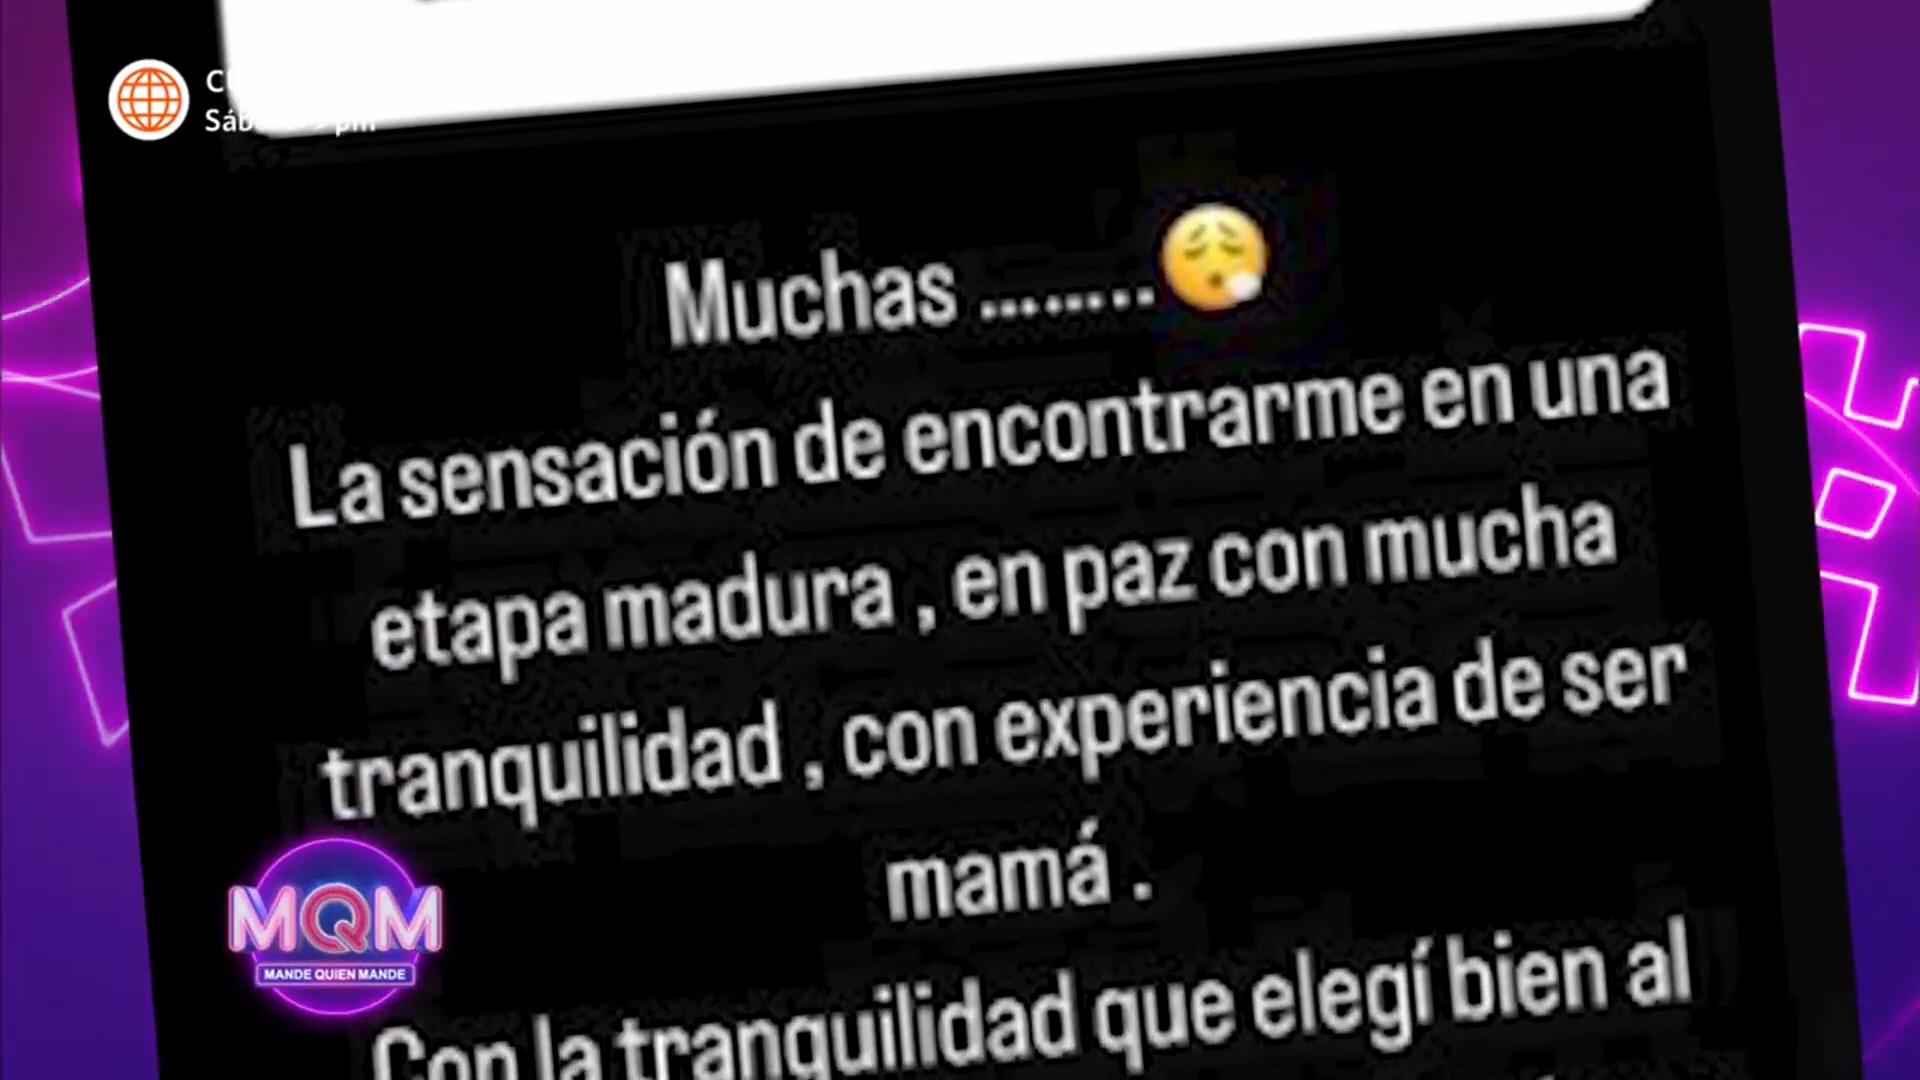 Muchas ........
La sensación de encontrarme en una
etapa madura , en paz con mucha
tranquilidad , con experiencia de ser
mamá .
Con la tranquilidad que elegí bien al
MQM
MANDE QUIEN MANDE